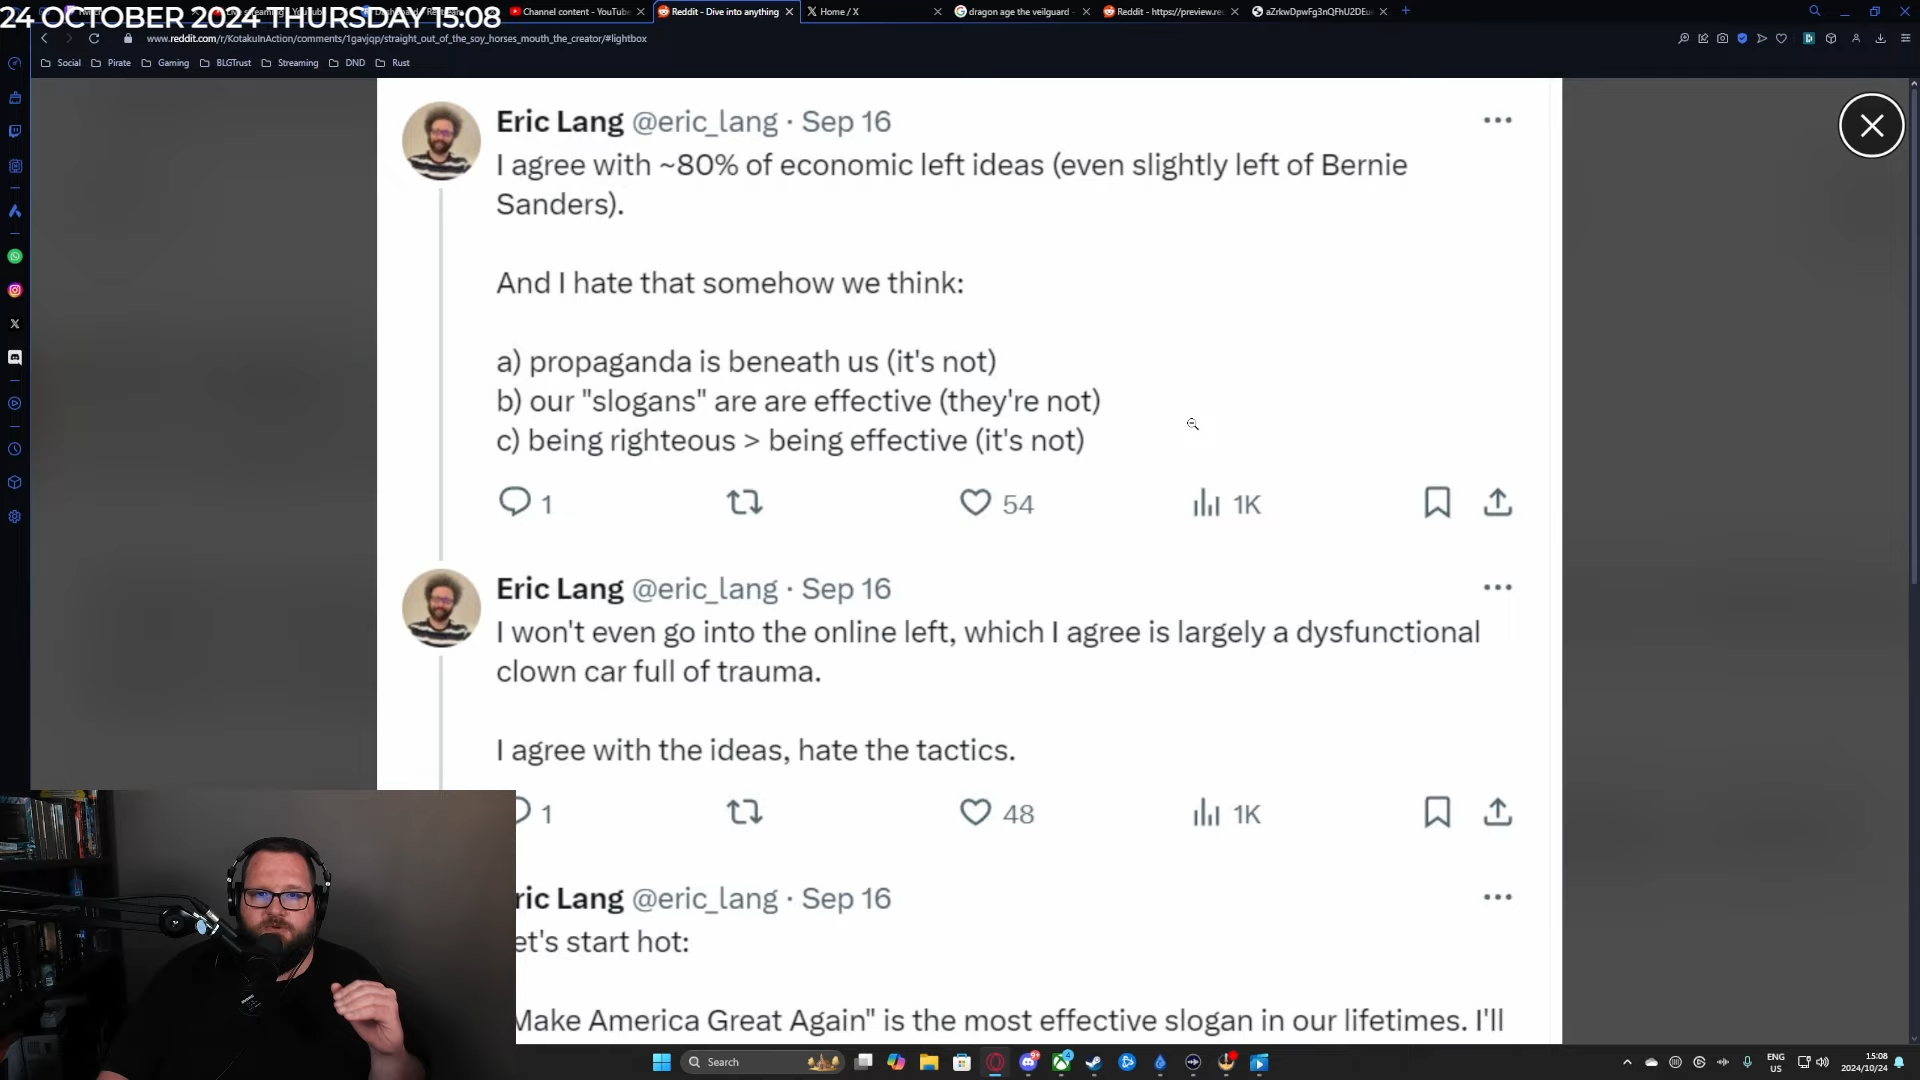 24 OCTOBER 2024 THURSDAY 15:08
Channel content - YouTube
Reddit - Dive into anything
Home / X
dragon age the veilguard
Reddit - https://preview.re
www.reddit.com/r/KotakuInAction/comments/1gavjqp/straight_out_of_the_soy_horses_mouth_the_creator/#lightbox
Social
Pirate
Gaming
BLGTrust
Streaming
DND
Rust
Eric Lang @eric_lang · Sep 16
I agree with ~80% of economic left ideas (even slightly left of Bernie
Sanders).
And I hate that somehow we think:
a) propaganda is beneath us (it's not)
b) our "slogans" are are effective (they're not)
c) being righteous > being effective (it's not)
1
54
1K
Eric Lang @eric_lang · Sep 16
I won't even go into the online left, which I agree is largely a dysfunctional
clown car full of trauma.
I agree with the ideas, hate the tactics.
1
48
1K
ric Lang @eric_lang · Sep 16
et's start hot:
Make America Great Again" is the most effective slogan in our lifetimes. I'll
Search
ENG
US
15:08
2024/10/24